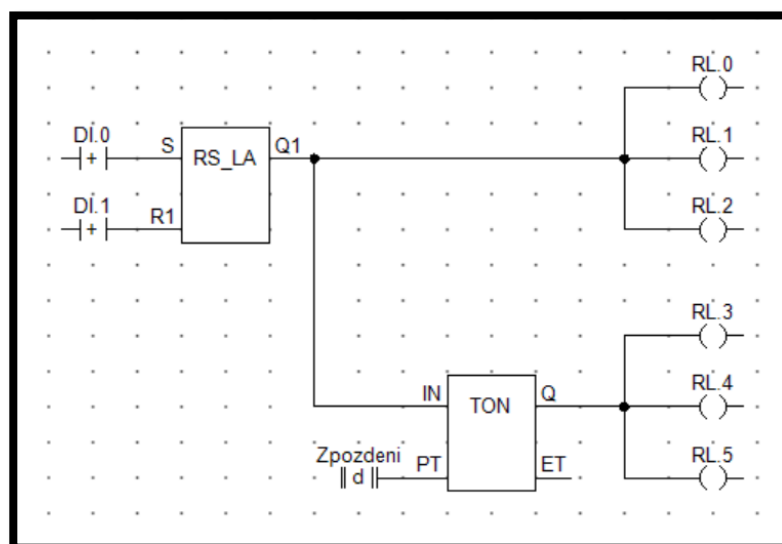 RL.0
DI.0
S
RS_LA
Q1
RL.1
DI.1
R1
RL.2
RL.3
IN
TON
Q
RL.4
Zpozdeni
d
PT
ET
RL.5